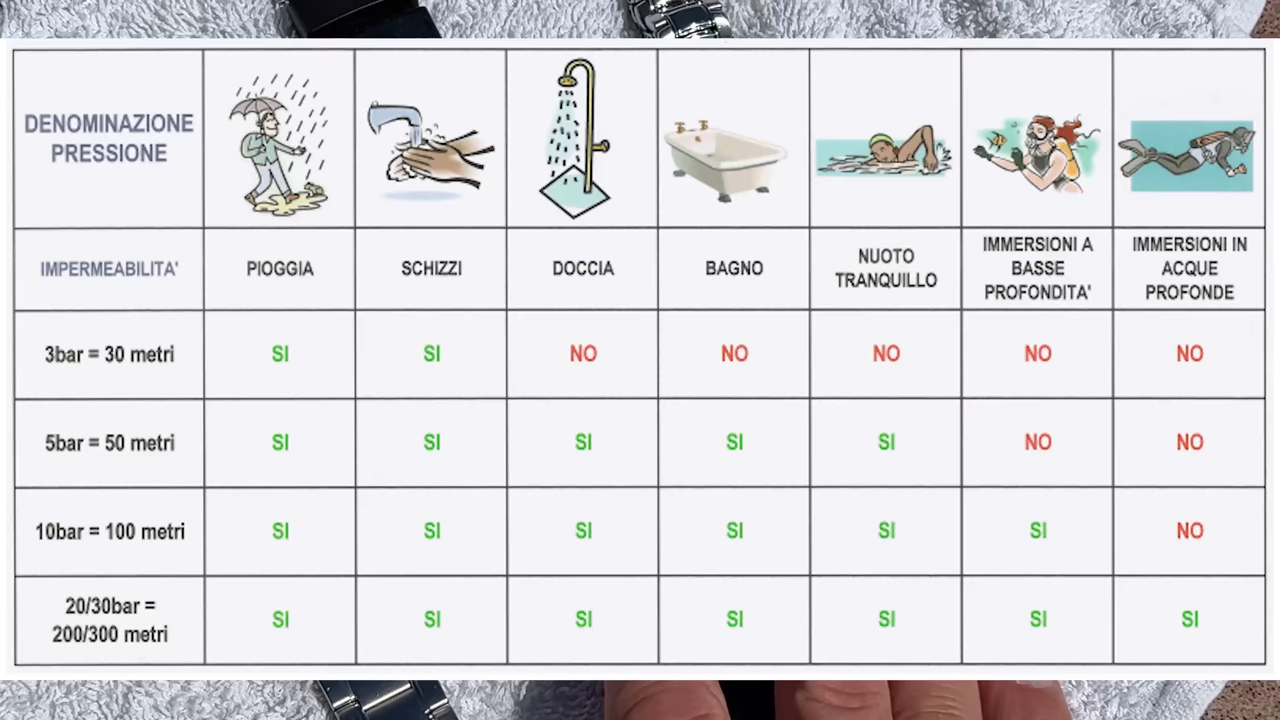 DENOMINAZIONE
PRESSIONE
IMPERMEABILITA'
PIOGGIA
SCHIZZI
DOCCIA
BAGNO
NUOTO
TRANQUILLO
IMMERSIONI A
BASSE
PROFONDITA'
IMMERSIONI IN
ACQUE
PROFONDE
3bar = 30 metri SI SI NO NO NO NO NO
5bar = 50 metri SI SI SI SI SI NO NO
10bar = 100 metri SI SI SI SI SI SI NO
20/30bar =
200/300 metri SI SI SI SI SI SI SI